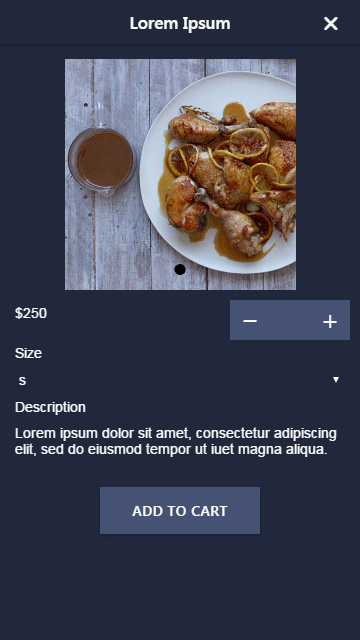 Lorem Ipsum
$250
Size
s
Description
Lorem ipsum dolor sit amet, consectetur adipiscing
elit, sed do eiusmod tempor ut iuet magna aliqua.
ADD TO CART